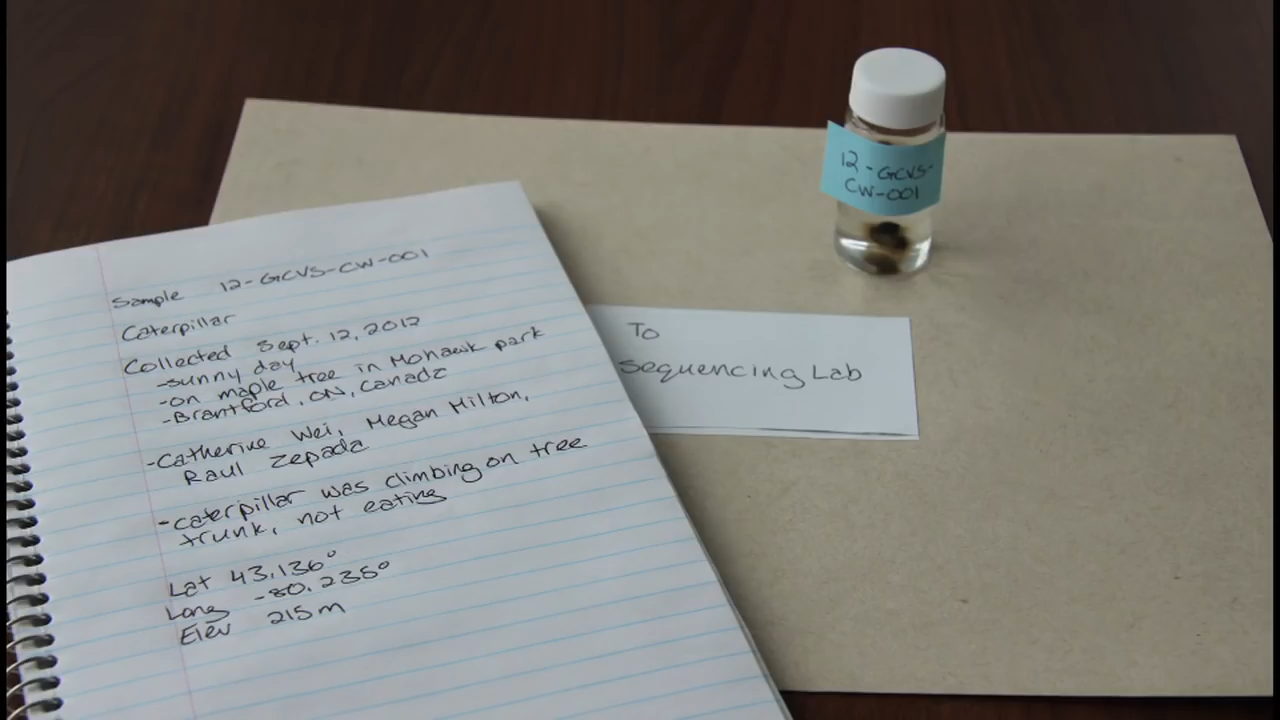 Sample 12-GCVS-CW-001
Caterpillar
Collected Sept. 12, 2012
-sunny day
-on maple tree in Mohawk park
-Brantford, ON, Canada
-Catherine Wei, Megan Milton,
Raul Zepada
-caterpillar was climbing on tree
trunk, not eating
Lat 43.136°
Long -80.235°
Elev 215m
12-GCVS-
CW-001
To
Sequencing Lab